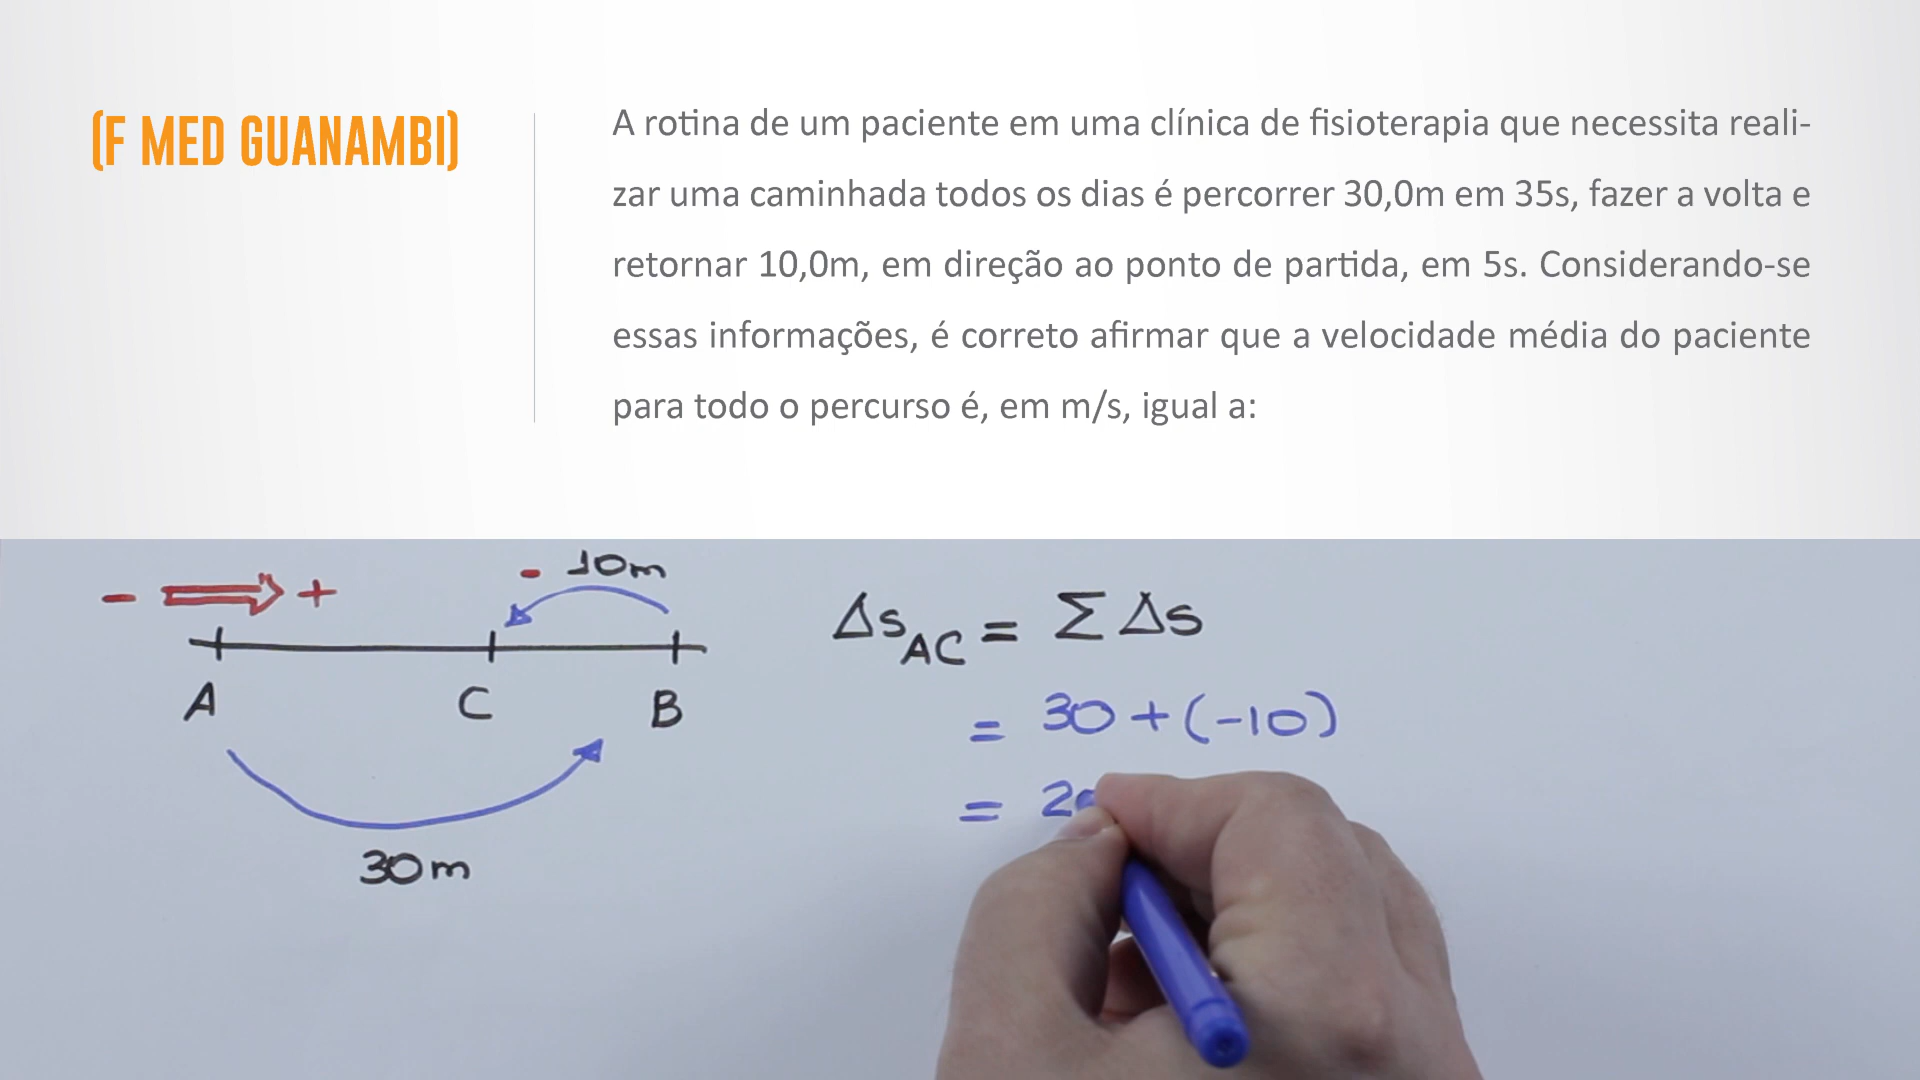 (F MED GUANAMBI)
A rotina de um paciente em uma clínica de fisioterapia que necessita reali-
zar uma caminhada todos os dias é percorrer 30,0m em 35s, fazer a volta e
retornar 10,0m, em direção ao ponto de partida, em 5s. Considerando-se
essas informações, é correto afirmar que a velocidade média do paciente
para todo o percurso é, em m/s, igual a:
- 10m
- +
A C B
30m
ΔsAC = Σ Δs
= 30 + (-10)
= 2